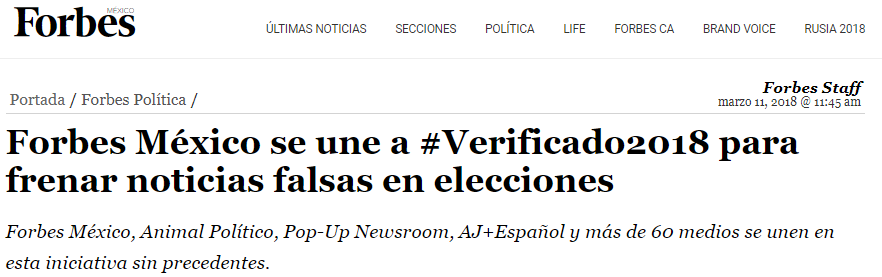 Forbes MÉXICO
ÚLTIMAS NOTICIAS SECCIONES POLÍTICA LIFE FORBES CA BRAND VOICE RUSIA 2018
Forbes Staff
Portada / Forbes Política / marzo 11, 2018 @ 11:45 am
Forbes México se une a #Verificado2018 para
frenar noticias falsas en elecciones
Forbes México, Animal Político, Pop-Up Newsroom, AJ+Español y más de 60 medios se unen en
esta iniciativa sin precedentes.